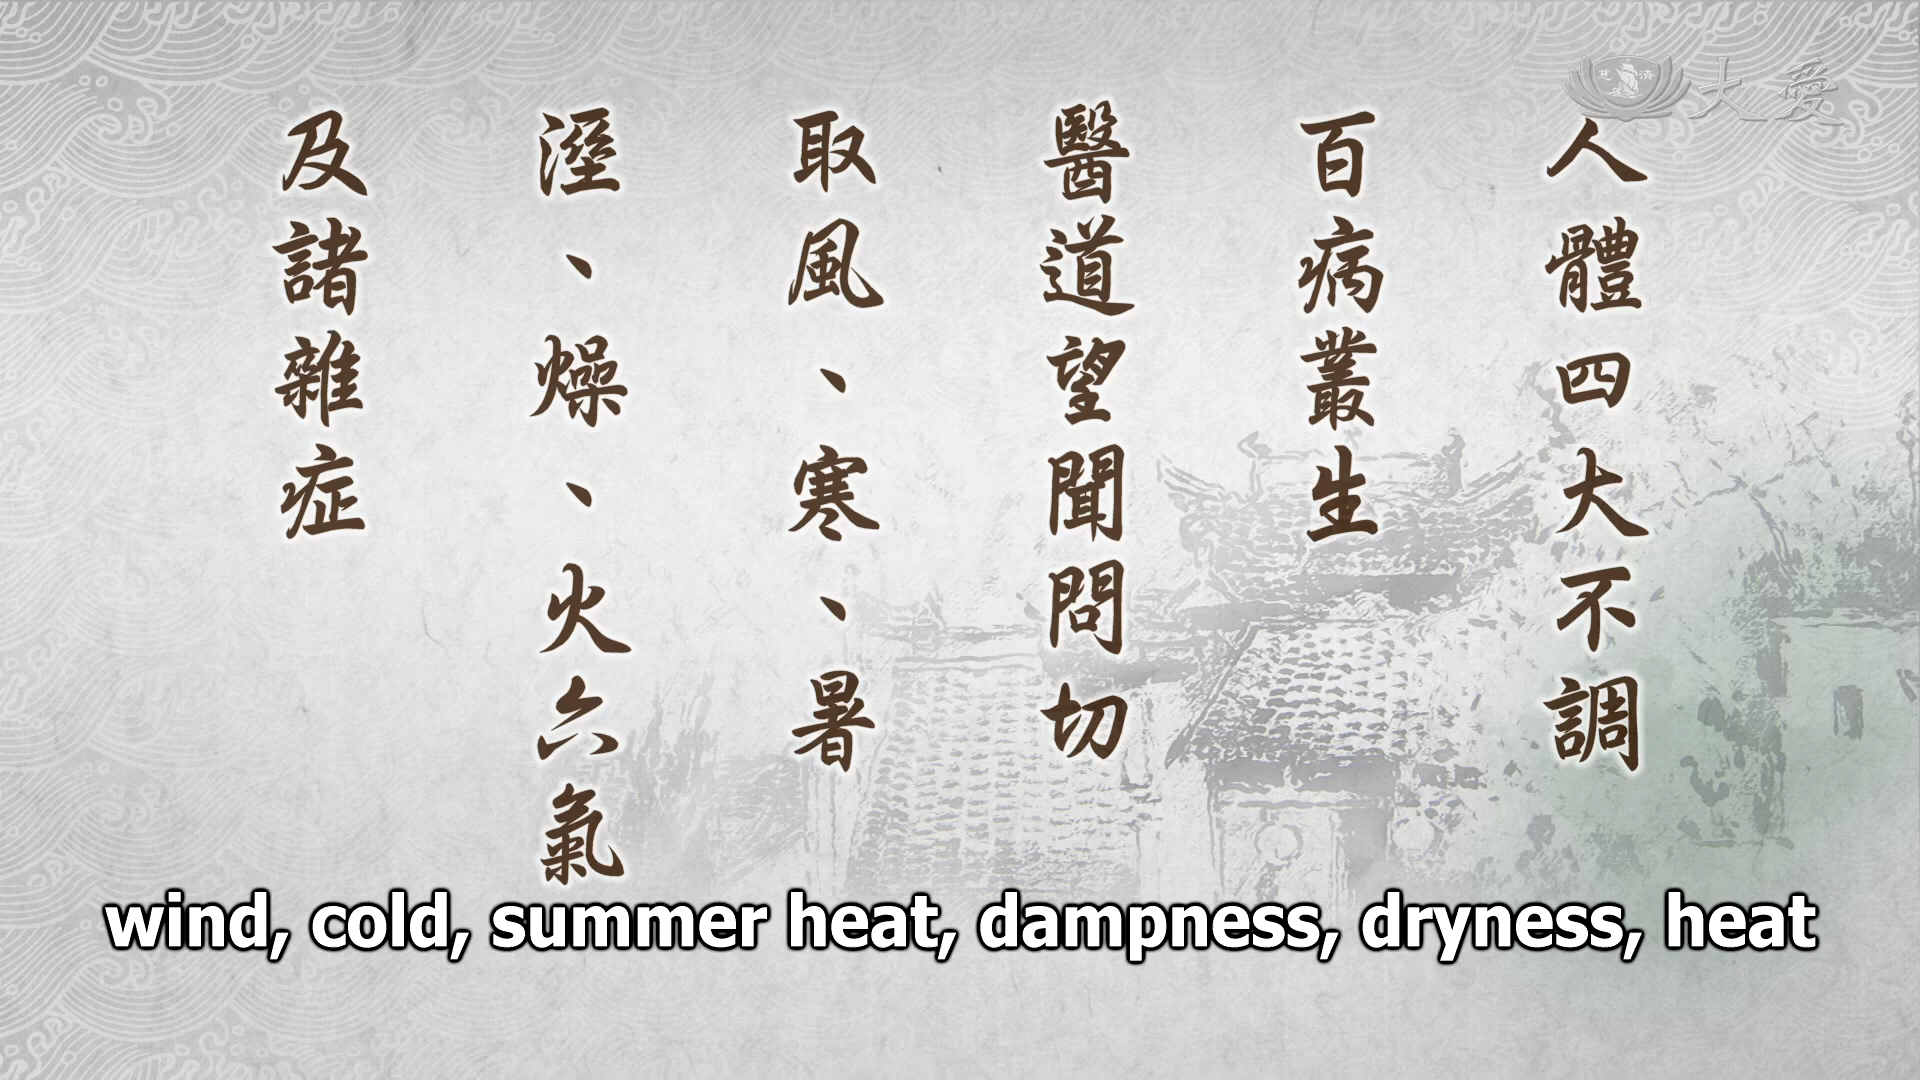 人體四大不調
百病叢生
醫道望聞問切
取風、寒、暑
溼、燥、火六氣
及諸雜症
慈濟
大愛
wind, cold, summer heat, dampness, dryness, heat